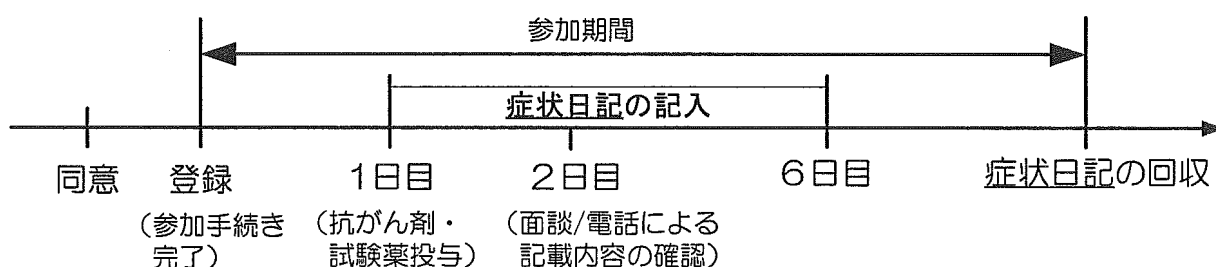 参加期間
症状日記の記入
同意
登録
1日目
2日目
6日目
症状日記の回収
(参加手続き
完了)
(抗がん剤・
試験薬投与)
(面談/電話による
記載内容の確認)